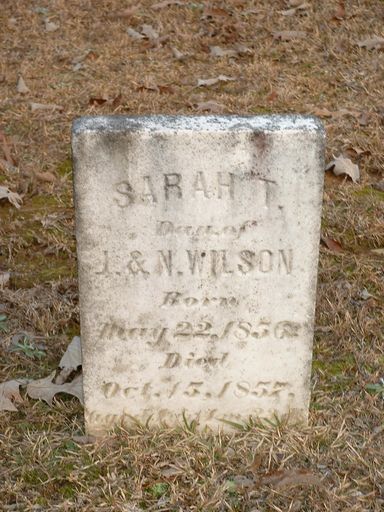 SARAH T.
Dau. of
J. & N. WILSON
Born
May 22, 1856
Died
Oct. 15, 1857.